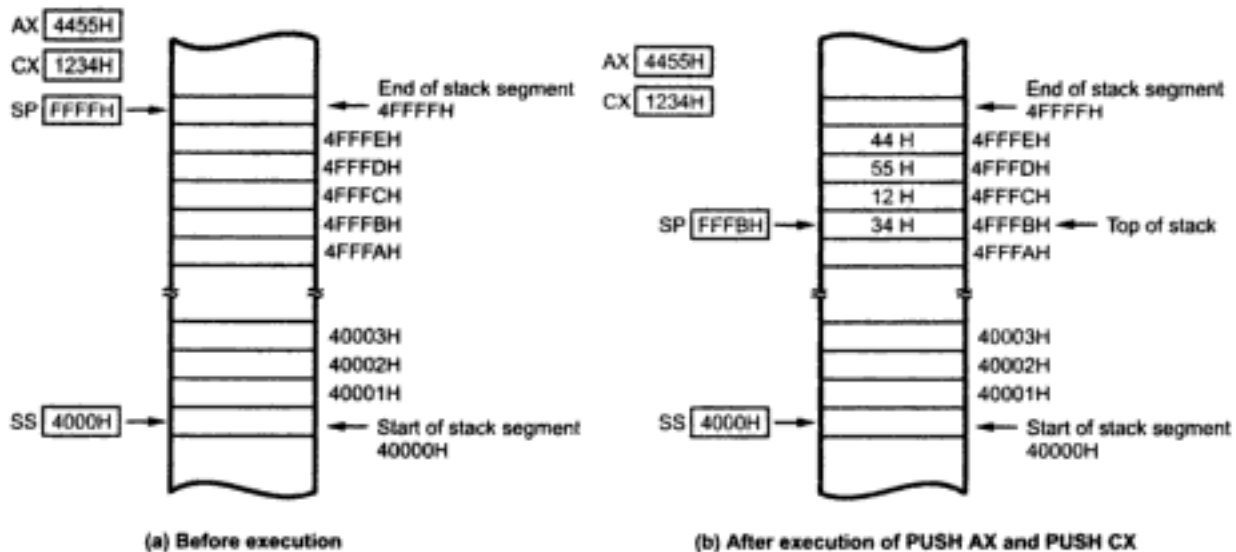 AX 4455H
CX 1234H
SP FFFFH
End of stack segment
4FFFFH
4FFFEH
4FFFDH
4FFFCH
4FFFBH
4FFFAH
40003H
40002H
40001H
SS 4000H
Start of stack segment
40000H
(a) Before execution
AX 4455H
CX 1234H
End of stack segment
4FFFFH
44 H 4FFFEH
55 H 4FFFDH
12 H 4FFFCH
SP FFFBH 34 H 4FFFBH Top of stack
4FFFAH
40003H
40002H
40001H
SS 4000H
Start of stack segment
40000H
(b) After execution of PUSH AX and PUSH CX